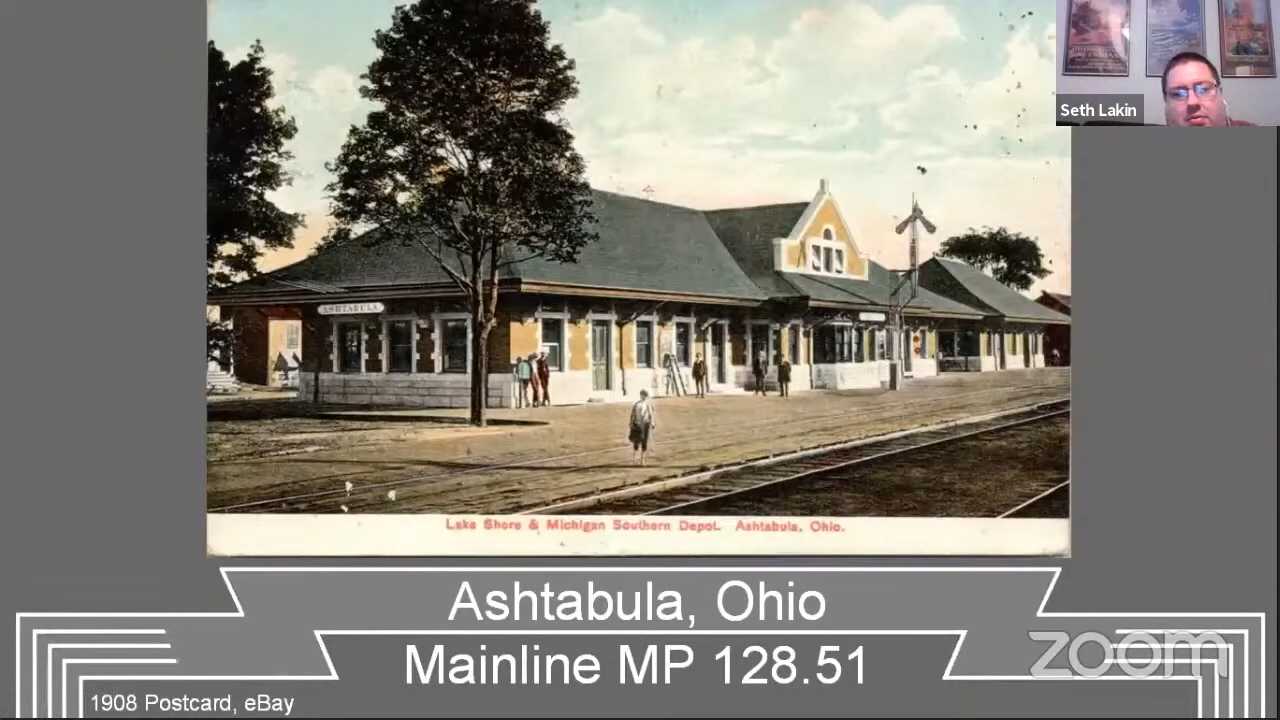 Seth Lakin
ASHTABULA
Lake Shore & Michigan Southern Depot. Ashtabula, Ohio.
Ashtabula, Ohio
Mainline MP 128.51
zoom
1908 Postcard, eBay